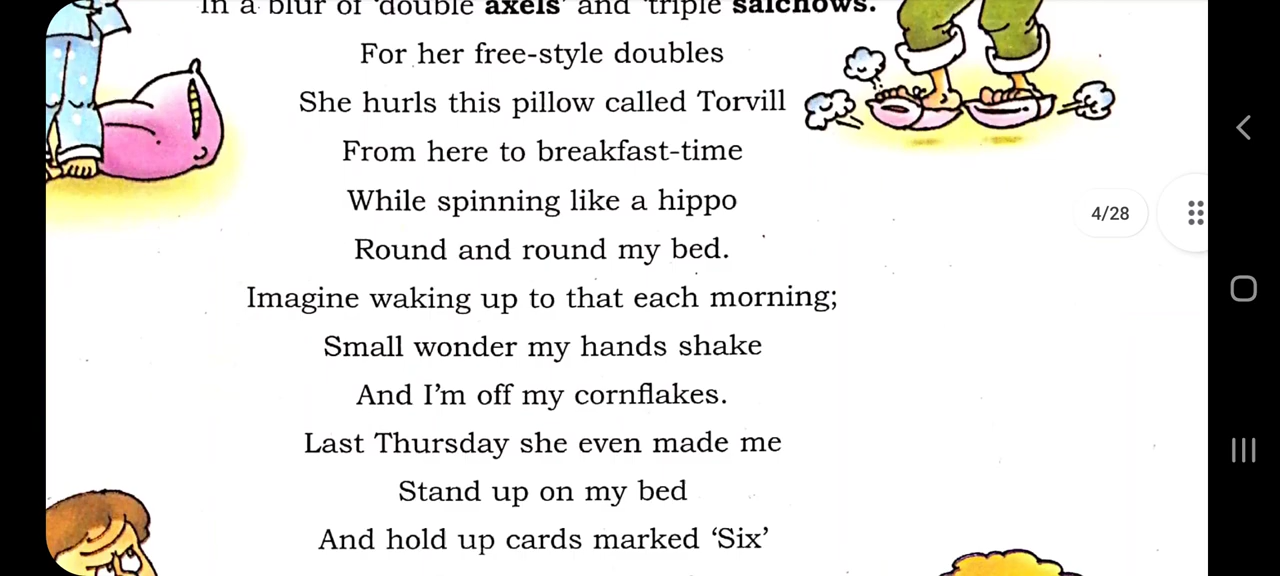 In a blur of 'double axels' and 'triple salchows.
For her free-style doubles
She hurls this pillow called Torvill
From here to breakfast-time
While spinning like a hippo
Round and round my bed.
Imagine waking up to that each morning;
Small wonder my hands shake
And I'm off my cornflakes.
Last Thursday she even made me
Stand up on my bed
And hold up cards marked 'Six'
4/28